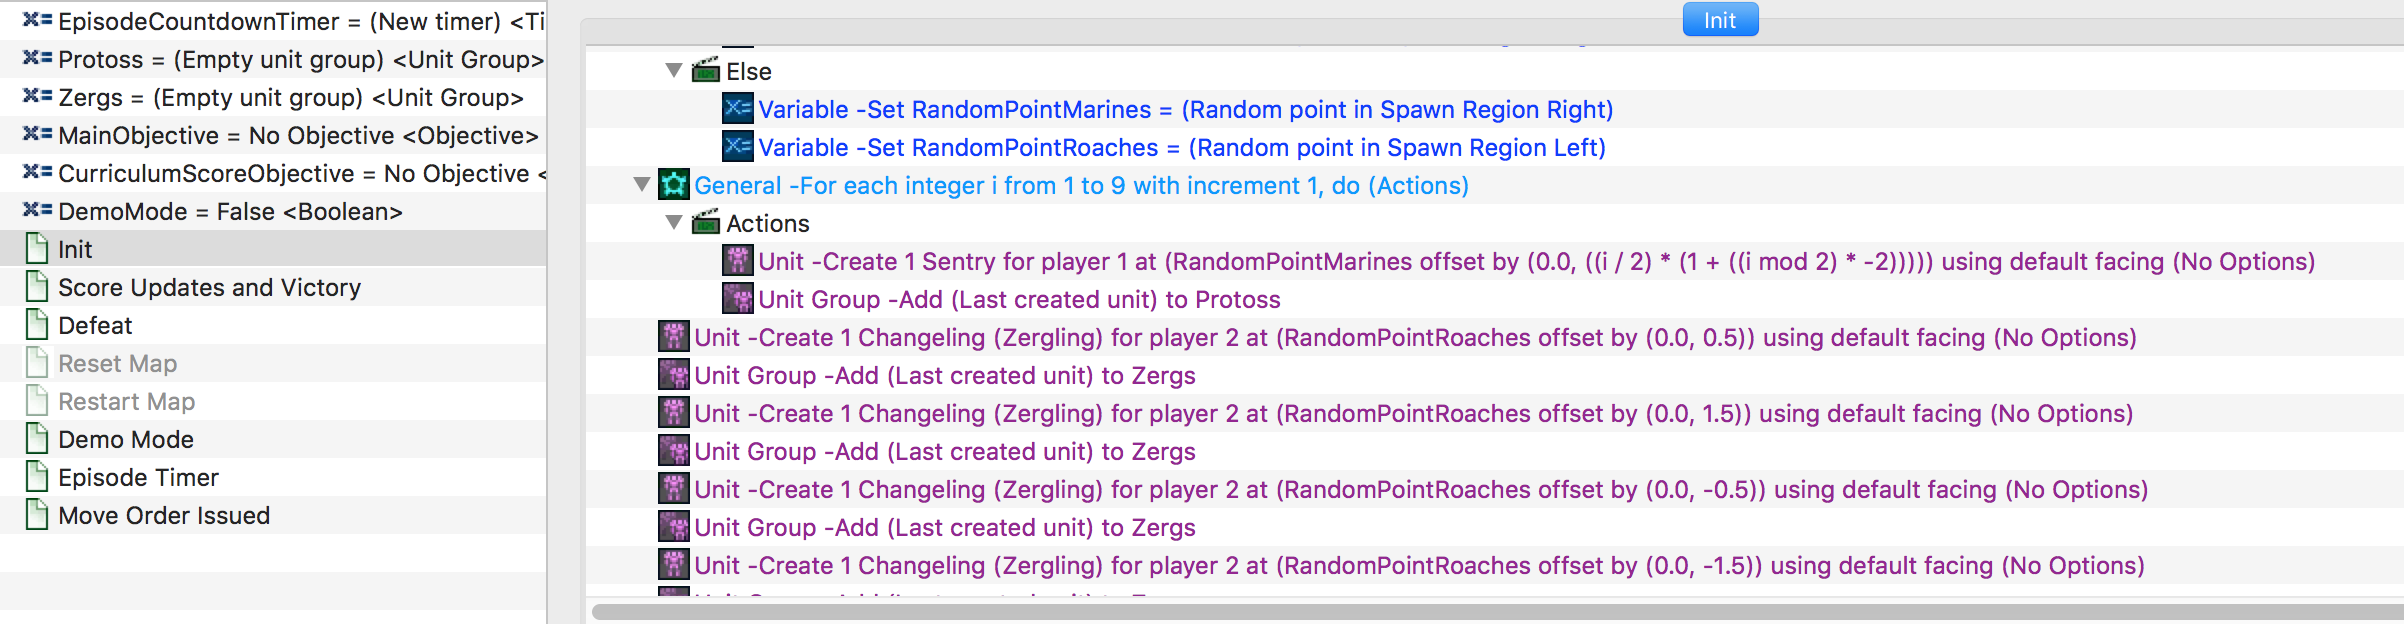 EpisodeCountdownTimer = (New timer) <Ti
Protoss = (Empty unit group) <Unit Group>
Zergs = (Empty unit group) <Unit Group>
MainObjective = No Objective <Objective>
CurriculumScoreObjective = No Objective <
DemoMode = False <Boolean>
Init
Score Updates and Victory
Defeat
Reset Map
Restart Map
Demo Mode
Episode Timer
Move Order Issued
Init
Else
Variable -Set RandomPointMarines = (Random point in Spawn Region Right)
Variable -Set RandomPointRoaches = (Random point in Spawn Region Left)
General -For each integer i from 1 to 9 with increment 1, do (Actions)
Actions
Unit -Create 1 Sentry for player 1 at (RandomPointMarines offset by (0.0, ((i / 2) * (1 + ((i mod 2) * -2))))) using default facing (No Options)
Unit Group -Add (Last created unit) to Protoss
Unit -Create 1 Changeling (Zergling) for player 2 at (RandomPointRoaches offset by (0.0, 0.5)) using default facing (No Options)
Unit Group -Add (Last created unit) to Zergs
Unit -Create 1 Changeling (Zergling) for player 2 at (RandomPointRoaches offset by (0.0, 1.5)) using default facing (No Options)
Unit Group -Add (Last created unit) to Zergs
Unit -Create 1 Changeling (Zergling) for player 2 at (RandomPointRoaches offset by (0.0, -0.5)) using default facing (No Options)
Unit Group -Add (Last created unit) to Zergs
Unit -Create 1 Changeling (Zergling) for player 2 at (RandomPointRoaches offset by (0.0, -1.5)) using default facing (No Options)